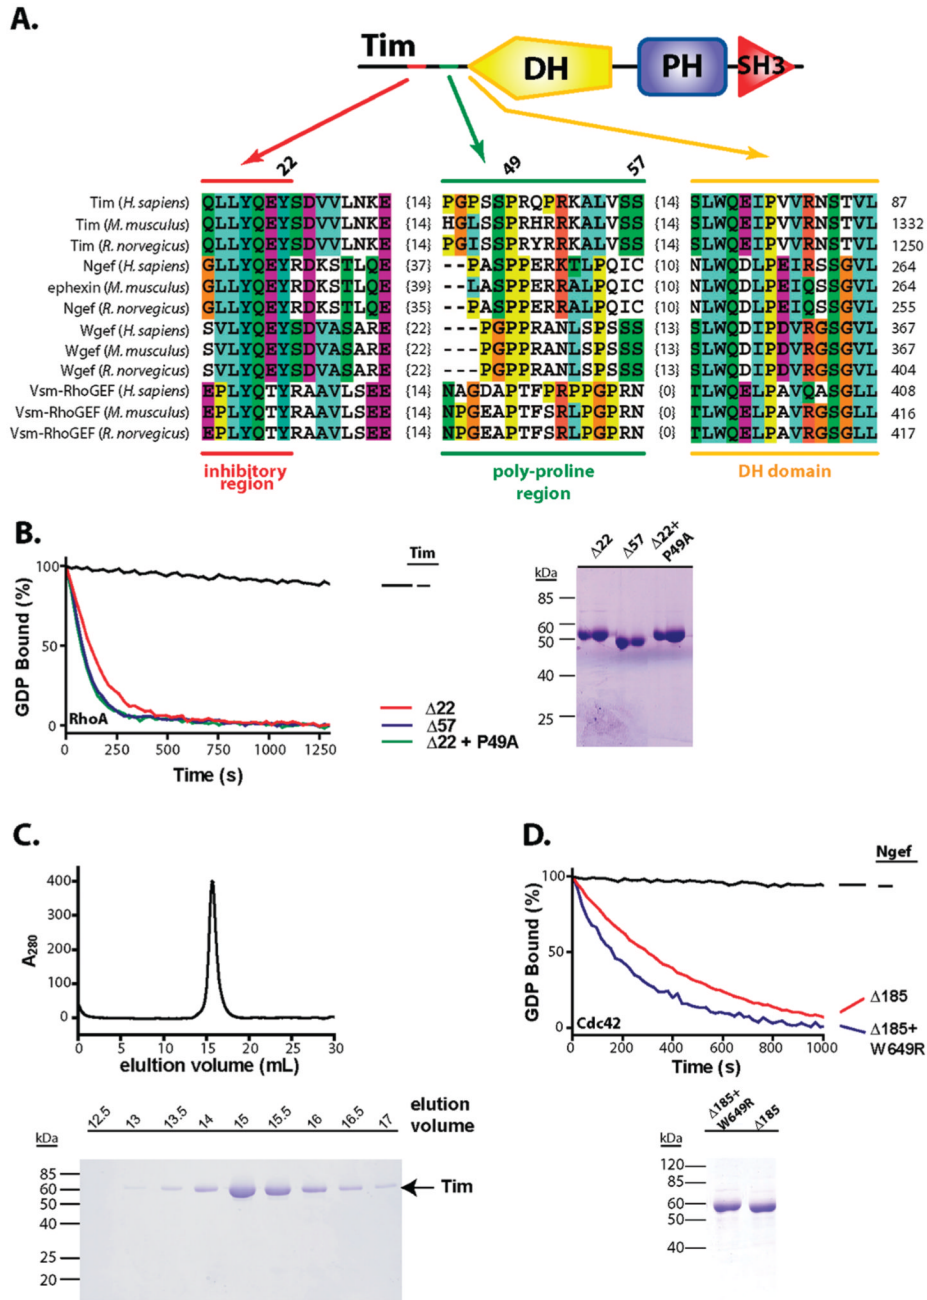 A.
Tim
DH
PH
SH3
22
49
57
Tim (H. sapiens) QLLYQEYSDVVLNKE {14} PGPSSPRQPRKALVSS {14} SLWQEIPVVRNSTVL 87
Tim (M. musculus) QLLYQEYSDVVLNKE {14} HGLSSPRHRRKALVSS {14} SLWQEIPVVRNSTVL 1332
Tim (R. norvegicus) QLLYQEYSDVVLNKE {14} PGISSPRYRRKALVSS {14} SLWQEIPVVRNSTVL 1250
Ngef (H. sapiens) GLLYQEYRDKSTLQE {37} --PASPPERKTLPQIC {10} NLWQDLPEIRSSGVL 264
ephexin (M. musculus) GLLYQEYRDKSTLQE {39} --LASPPERRALPQIC {10} NLWQDLPEIRSSGVL 264
Ngef (R. norvegicus) GLLYQEYRDKSTLQE {35} --PASPPERRALPQIC {10} NLWQDLPEIRSSGVL 255
Wgef (H. sapiens) SVLYQEYSDVASARE {22} ---PGPPRANLSPSSS {13} SLWQDIPDVRGSGVL 367
Wgef (M. musculus) SVLYQEYSDVASARE {22} ---PGPPRANLSPSSS {13} SLWQDIPDVRGSGVL 367
Wgef (R. norvegicus) SVLYQEYSDVASARE {22} ---PGPPRANLSPSSS {13} SLWQDIPDVRGSGVL 404
Vsm-RhoGEF (H. sapiens) EPLYQTYRAAVLSEE {14} NAGDAPTFPRPPGPRN {0} TLWQELPAVQASGLL 408
Vsm-RhoGEF (M. musculus) EPLYQTYRAAVLSEE {14} NPGEAPTFSRLPGPRN {0} TLWQELPAVRGSGLL 416
Vsm-RhoGEF (R. norvegicus) EPLYQTYRAAVLSEE {14} NPGEAPTFSRLPGPRN {0} TLWQELPAVRGSGLL 417
inhibitory
region
poly-proline
region
DH domain
B.
GDP Bound (%)
100
50
0
RhoA
0 250 500 750 1000 1250
Time (s)
Tim
–
Δ22
Δ57
Δ22 + P49A
Δ22
Δ57
Δ22+
P49A
kDa
85
60
50
40
25
C.
A280
400
300
200
100
0
0 5 10 15 20 25 30
elution volume (mL)
12.5 13 13.5 14 15 15.5 16 16.5 17
elution
volume
kDa
85
60
50
40
25
20
Tim
D.
Ngef
–
GDP Bound (%)
100
50
0
Cdc42
0 200 400 600 800 1000
Time (s)
Δ185
Δ185+
W649R
Δ185+
W649R
Δ185
kDa
120
85
60
50
40